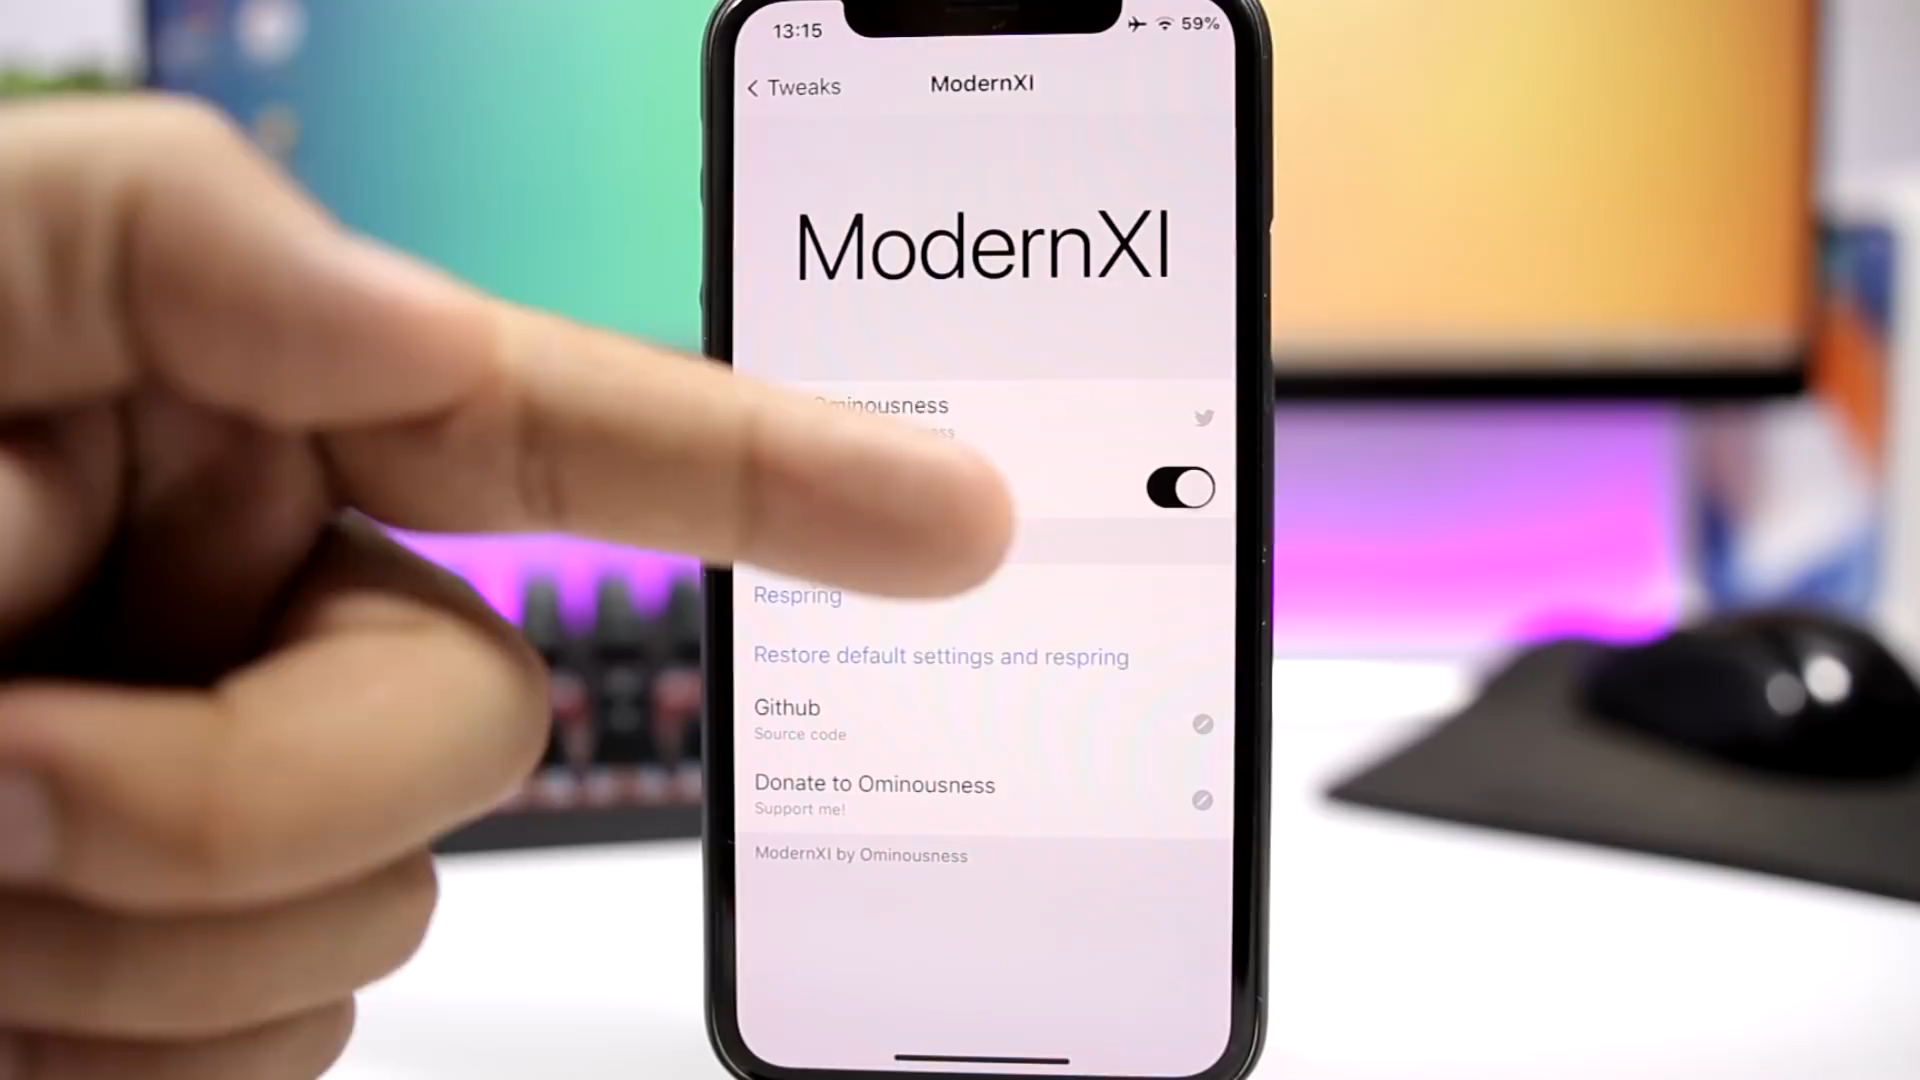 13:15
59%
Tweaks
ModernXI
ModernXI
Ominousness
Respring
Restore default settings and respring
Github
Source code
Donate to Ominousness
Support me!
ModernXI by Ominousness